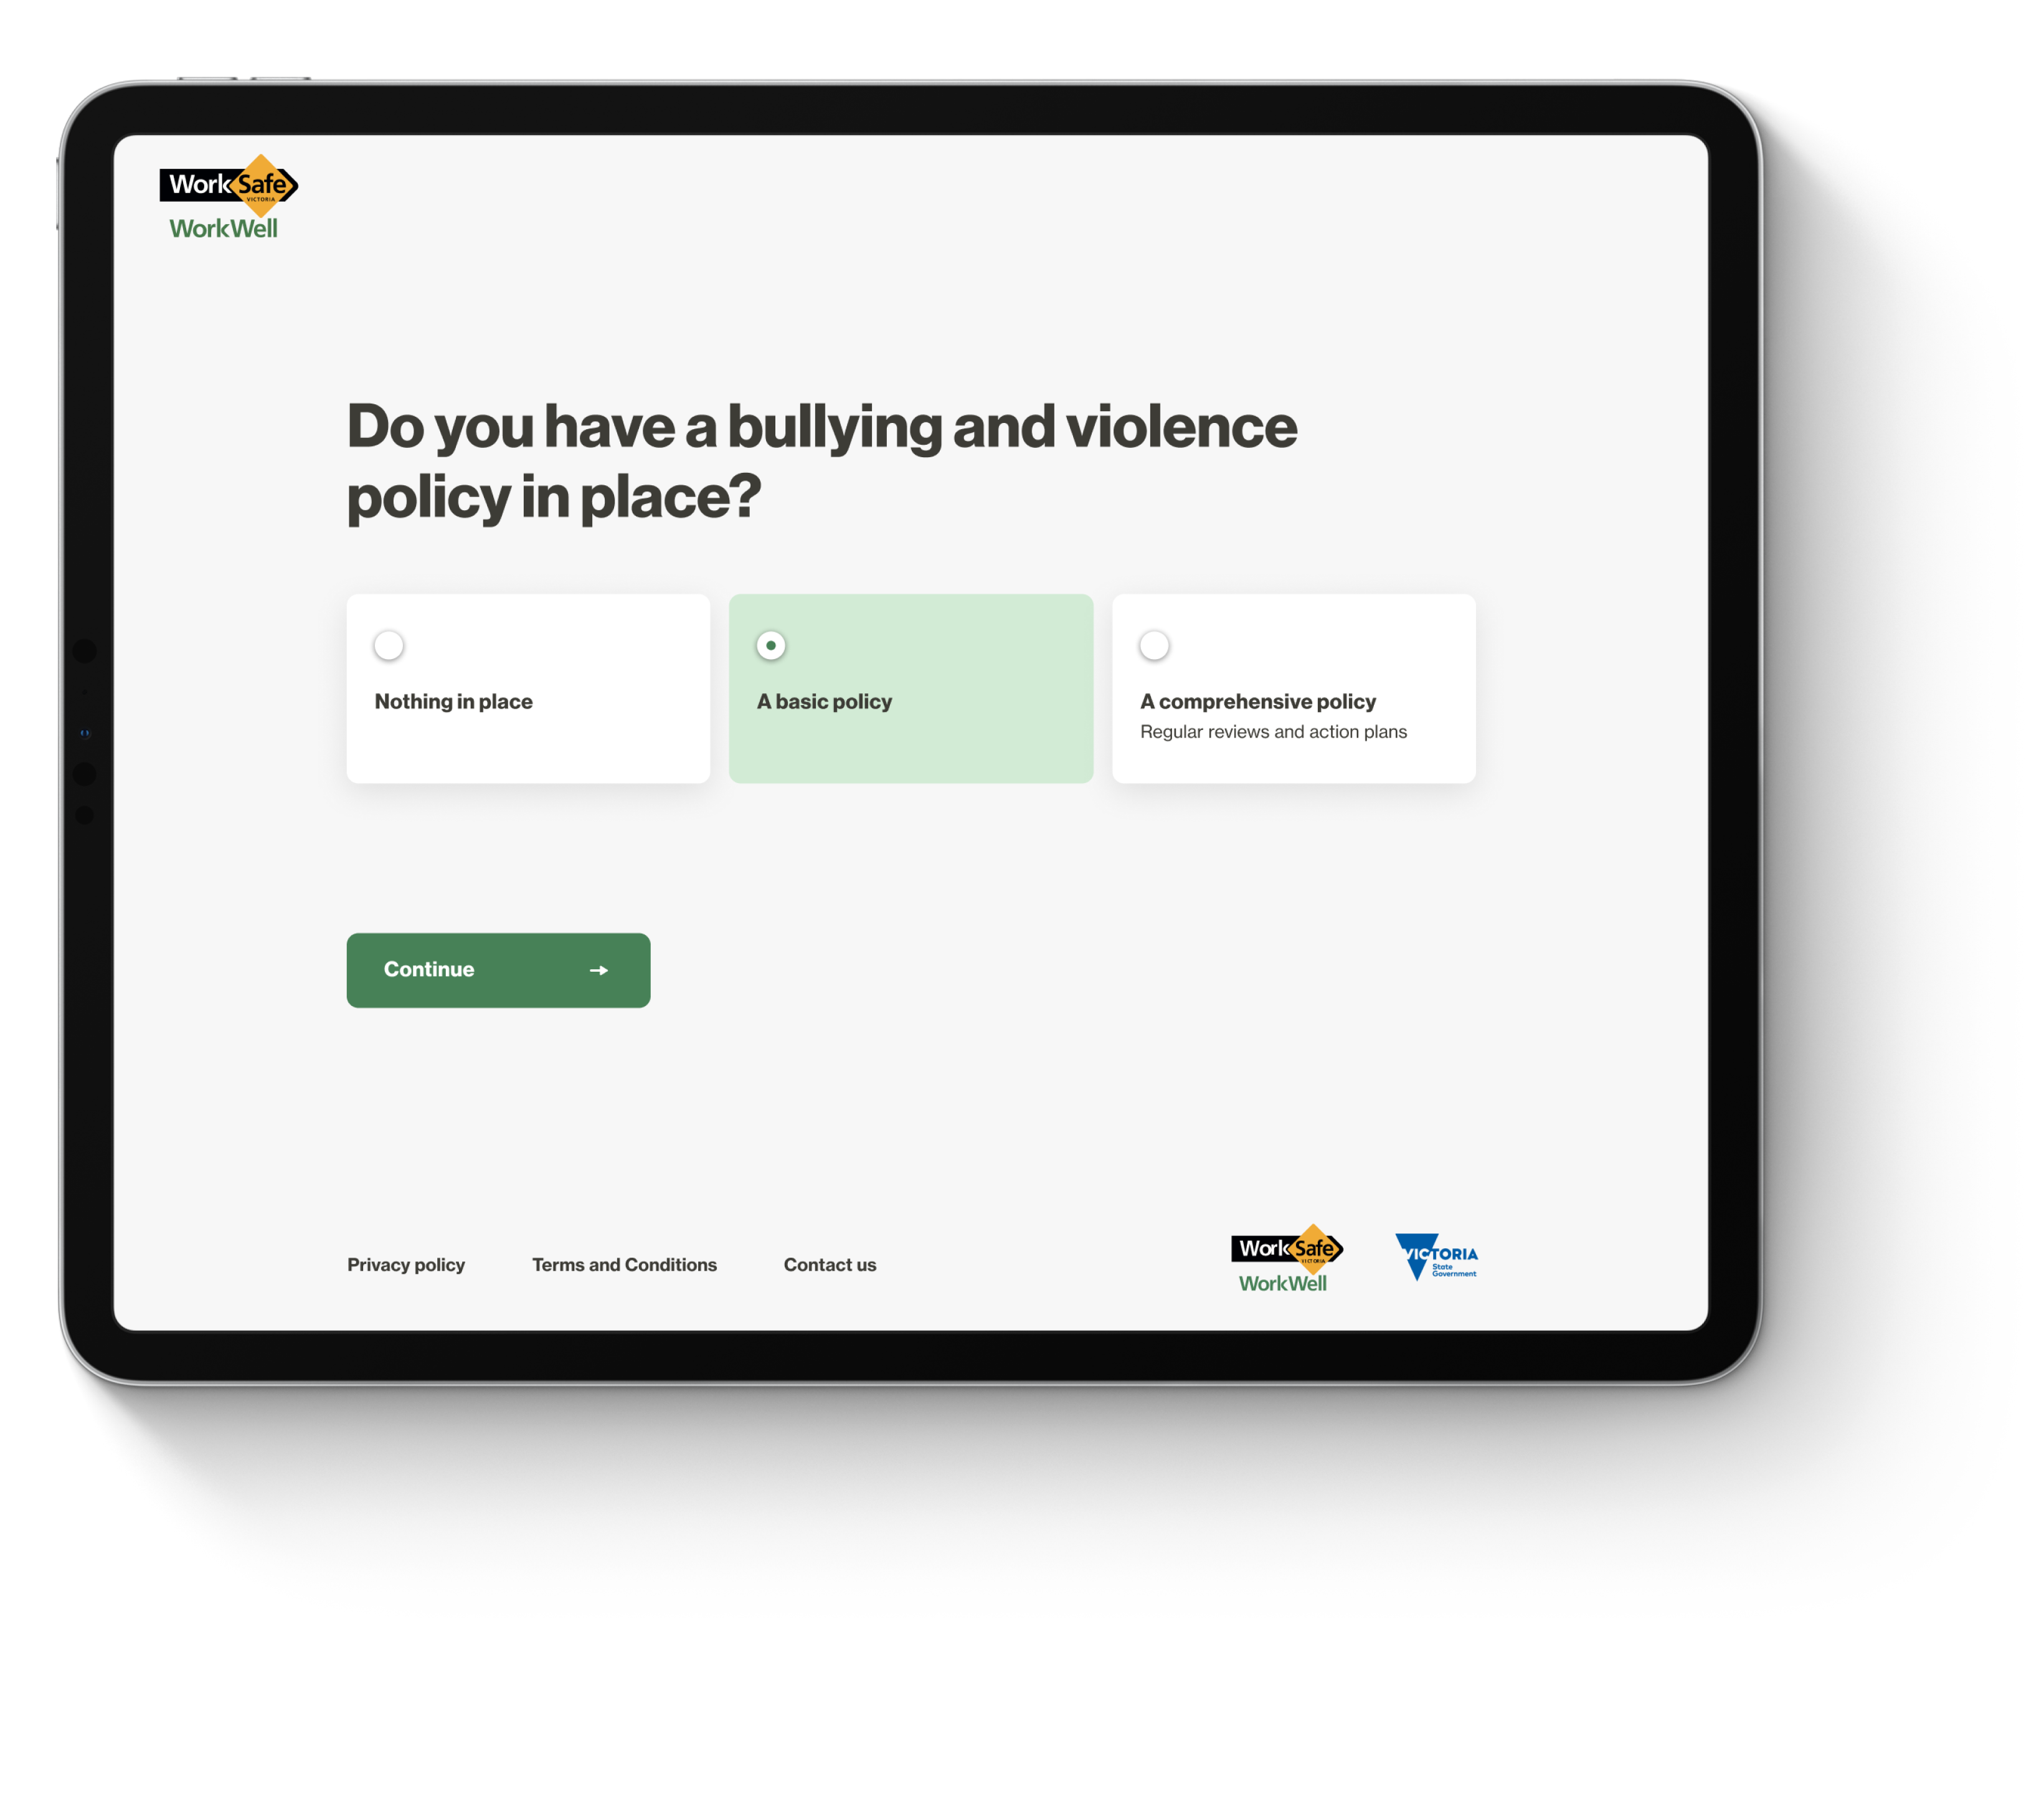 WorkSafe
VICTORIA
WorkWell
Do you have a bullying and violence
policy in place?
Nothing in place
A basic policy
A comprehensive policy
Regular reviews and action plans
Continue
Privacy policy
Terms and Conditions
Contact us
WorkSafe
VICTORIA
WorkWell
VICTORIA
State
Government